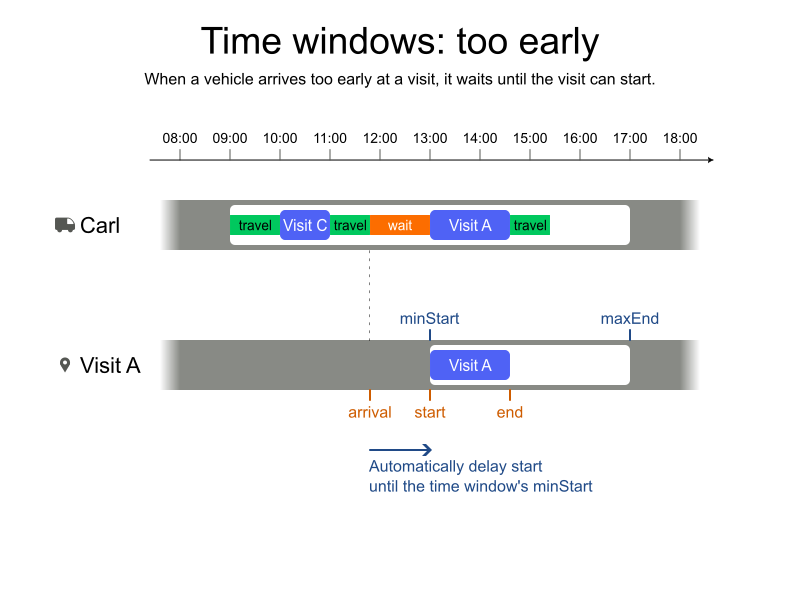 Time windows: too early
When a vehicle arrives too early at a visit, it waits until the visit can start.
08:00 09:00 10:00 11:00 12:00 13:00 14:00 15:00 16:00 17:00 18:00
Carl travel Visit C travel wait Visit A travel
minStart maxEnd
Visit A Visit A
arrival start end
Automatically delay start
until the time window's minStart